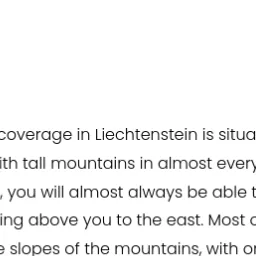 coverage in Liechtenstein is situa
ith tall mountains in almost every
, you will almost always be able t
ing above you to the east. Most o
e slopes of the mountains, with or